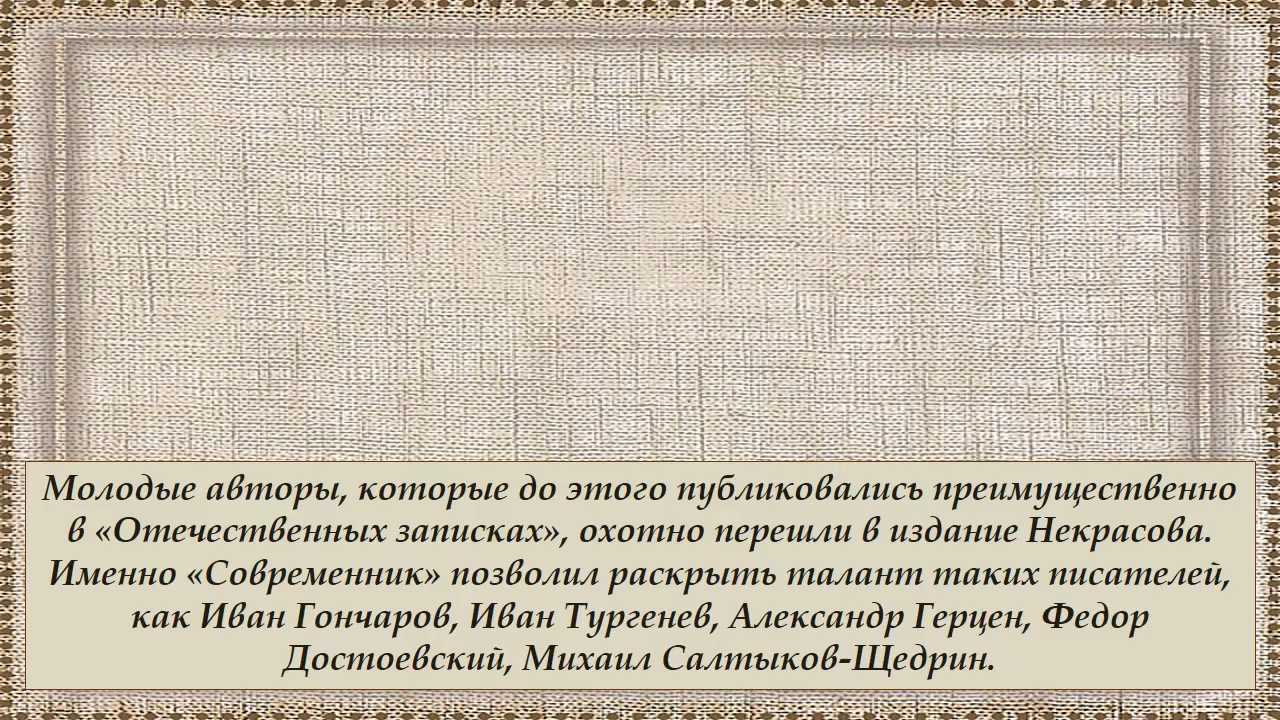 Молодые авторы, которые до этого публиковались преимущественно
в «Отечественных записках», охотно перешли в издание Некрасова.
Именно «Современник» позволил раскрыть талант таких писателей,
как Иван Гончаров, Иван Тургенев, Александр Герцен, Федор
Достоевский, Михаил Салтыков-Щедрин.